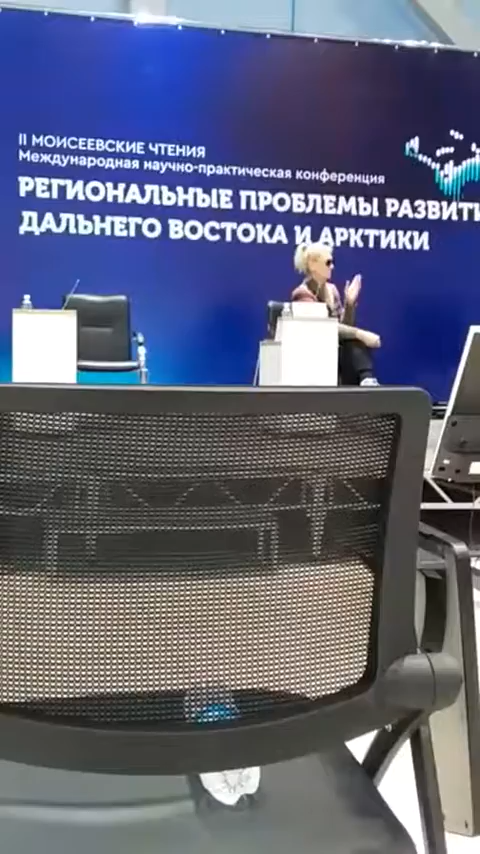 II МОИСЕЕВСКИЕ ЧТЕНИЯ
Международная научно-практическая конференция
РЕГИОНАЛЬНЫЕ ПРОБЛЕМЫ РАЗВИТИ
ДАЛЬНЕГО ВОСТОКА И АРКТИКИ